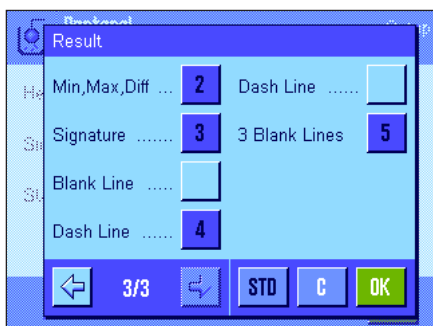 Result
Min,Max,Diff ... 2
Dash Line ......
Signature ....... 3
3 Blank Lines 5
Blank Line .....
Dash Line ...... 4
3/3
STD
C
OK